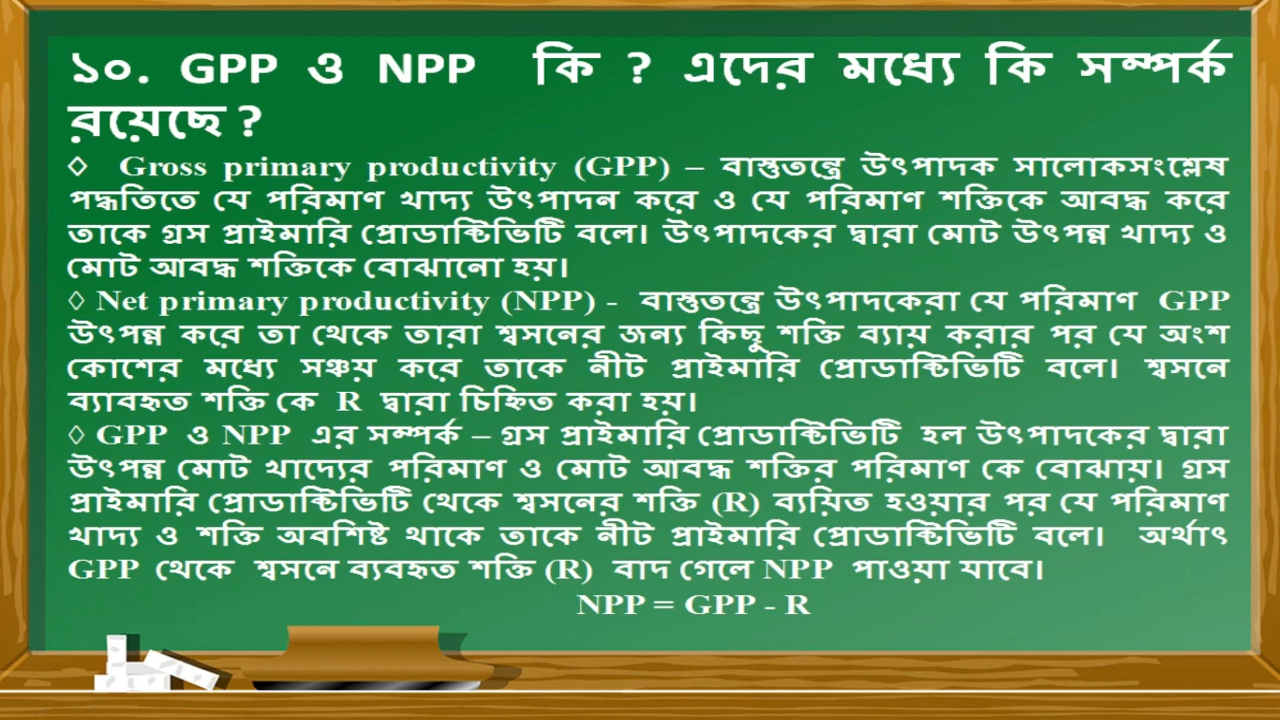 ১০. GPP ও NPP কি ? এদের মধ্যে কি সম্পর্ক
রয়েছে ?
◊ Gross primary productivity (GPP) – বাস্তুতন্ত্রে উৎপাদক সালোকসংশ্লেষ
পদ্ধতিতে যে পরিমাণ খাদ্য উৎপাদন করে ও যে পরিমাণ শক্তিকে আবদ্ধ করে
তাকে গ্রস প্রাইমারি প্রোডাক্টিভিটি বলে। উৎপাদকের দ্বারা মোট উৎপন্ন খাদ্য ও
মোট আবদ্ধ শক্তিকে বোঝানো হয়।
◊ Net primary productivity (NPP) - বাস্তুতন্ত্রে উৎপাদকেরা যে পরিমাণ GPP
উৎপন্ন করে তা থেকে তারা শ্বসনের জন্য কিছু শক্তি ব্যায় করার পর যে অংশ
কোশের মধ্যে সঞ্চয় করে তাকে নীট প্রাইমারি প্রোডাক্টিভিটি বলে। শ্বসনে
ব্যাবহৃত শক্তি কে R দ্বারা চিহ্নিত করা হয়।
◊ GPP ও NPP এর সম্পর্ক – গ্রস প্রাইমারি প্রোডাক্টিভিটি হল উৎপাদকের দ্বারা
উৎপন্ন মোট খাদ্যের পরিমাণ ও মোট আবদ্ধ শক্তির পরিমাণ কে বোঝায়। গ্রস
প্রাইমারি প্রোডাক্টিভিটি থেকে শ্বসনের শক্তি (R) ব্যয়িত হওয়ার পর যে পরিমাণ
খাদ্য ও শক্তি অবশিষ্ট থাকে তাকে নীট প্রাইমারি প্রোডাক্টিভিটি বলে। অর্থাৎ
GPP থেকে শ্বসনে ব্যবহৃত শক্তি (R) বাদ গেলে NPP পাওয়া যাবে।
NPP = GPP - R